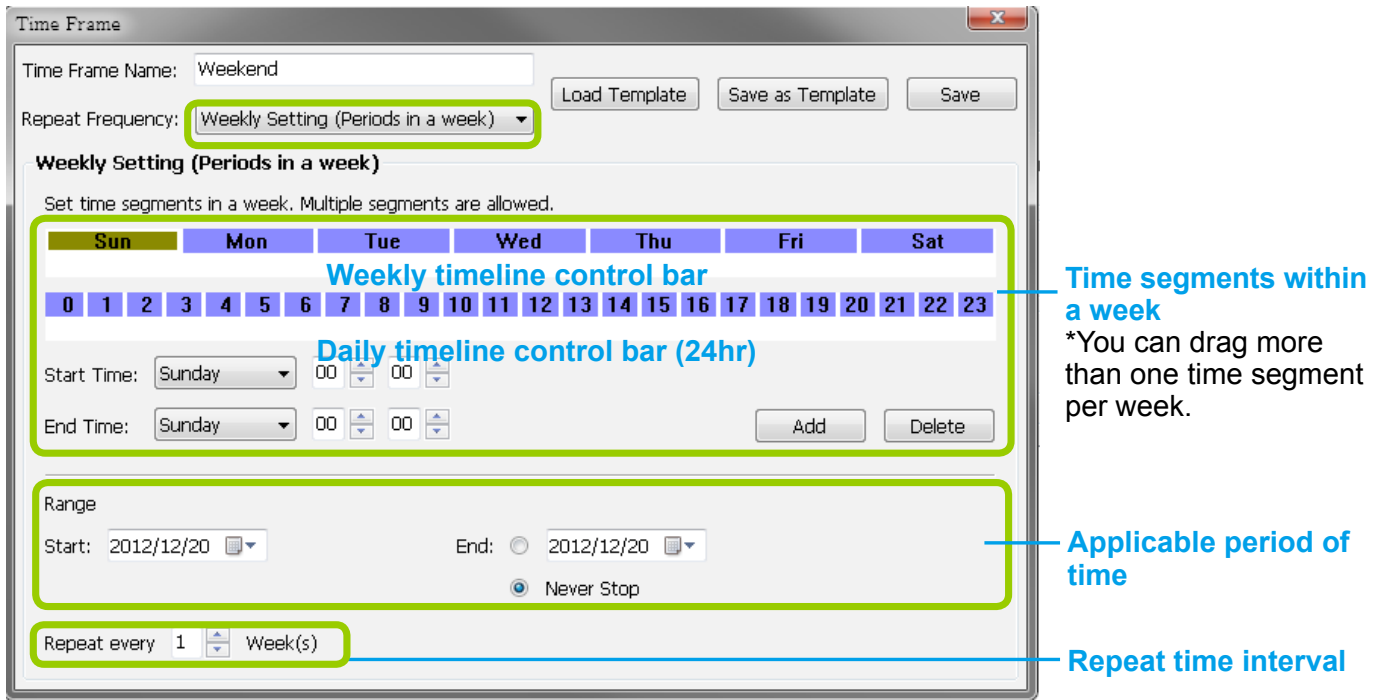 Time Frame
Time Frame Name: Weekend
Load Template Save as Template Save
Repeat Frequency: Weekly Setting (Periods in a week)
Weekly Setting (Periods in a week)
Set time segments in a week. Multiple segments are allowed.
Sun Mon Tue Wed Thu Fri Sat
Weekly timeline control bar
0 1 2 3 4 5 6 7 8 9 10 11 12 13 14 15 16 17 18 19 20 21 22 23
Daily timeline control bar (24hr)
Start Time: Sunday 00 00
End Time: Sunday 00 00 Add Delete
Time segments within
a week
*You can drag more
than one time segment
per week.
Range
Start: 2012/12/20 End: 2012/12/20
Never Stop
Applicable period of
time
Repeat every 1 Week(s)
Repeat time interval